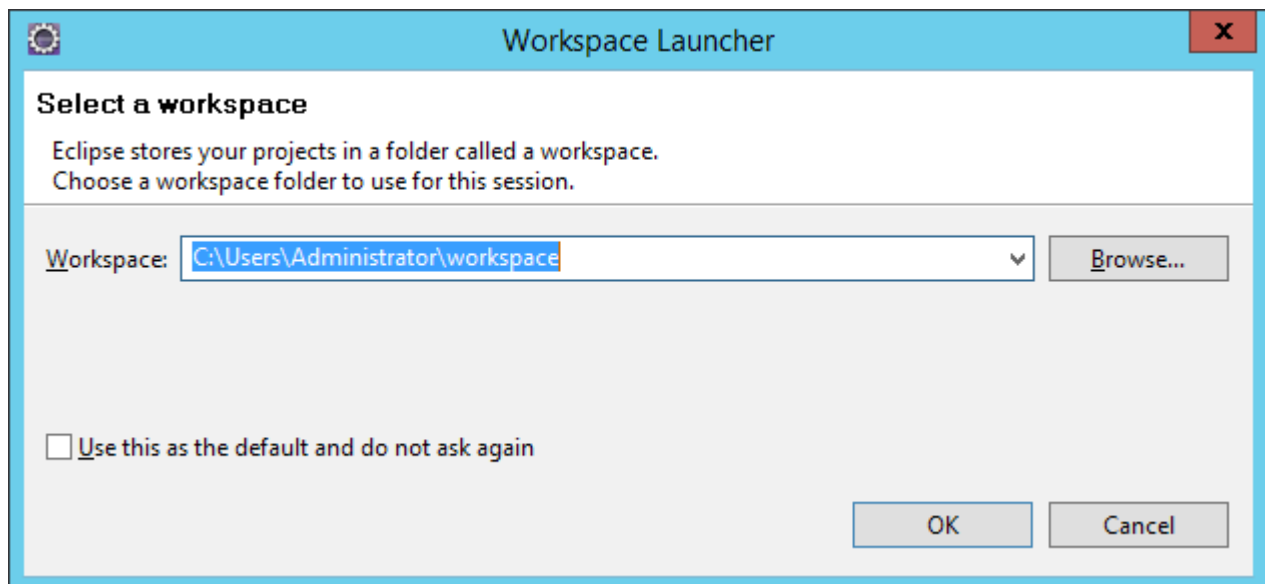 Workspace Launcher
x
Select a workspace
Eclipse stores your projects in a folder called a workspace.
Choose a workspace folder to use for this session.
Workspace: C:\Users\Administrator\workspace Browse...
Use this as the default and do not ask again
OK Cancel